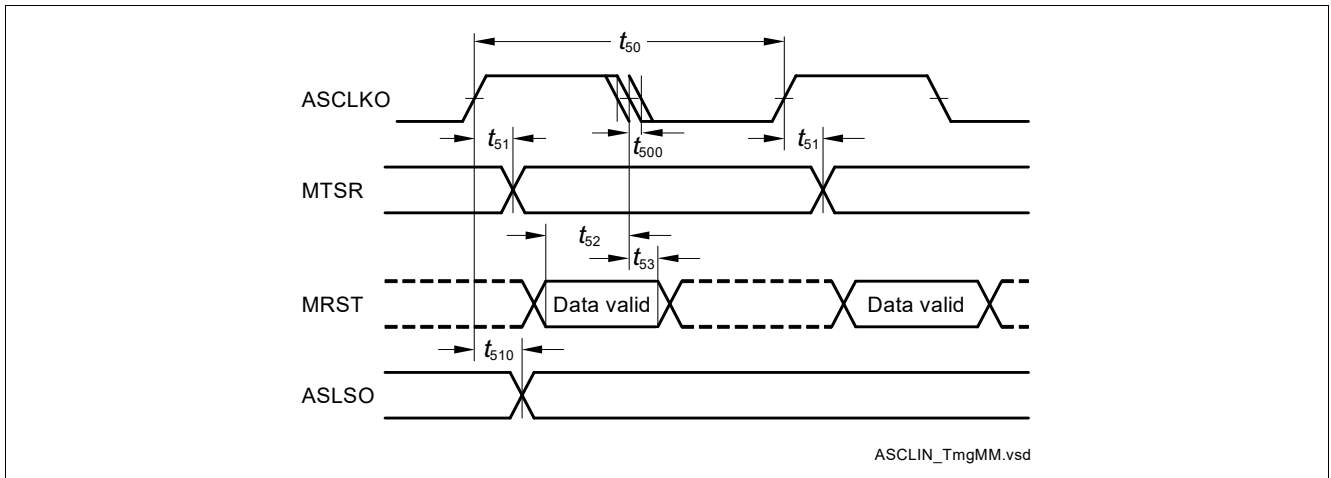 t50
ASCLKO
t51
t500
t51
MTSR
t52
t53
MRST
Data valid
Data valid
t510
ASLSO
ASCLIN_TmgMM.vsd